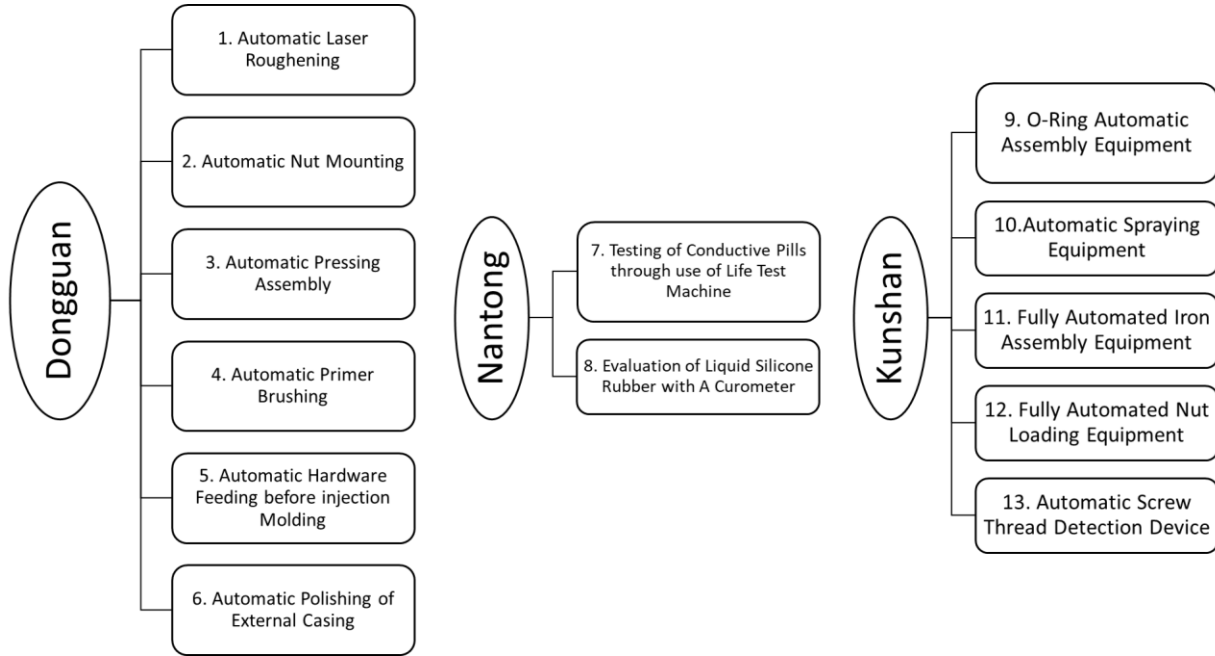 Dongguan
1. Automatic Laser
Roughening
2. Automatic Nut Mounting
3. Automatic Pressing
Assembly
4. Automatic Primer
Brushing
5. Automatic Hardware
Feeding before injection
Molding
6. Automatic Polishing of
External Casing
Nantong
7. Testing of Conductive Pills
through use of Life Test
Machine
8. Evaluation of Liquid Silicone
Rubber with A Curometer
Kunshan
9. O-Ring Automatic
Assembly Equipment
10.Automatic Spraying
Equipment
11. Fully Automated Iron
Assembly Equipment
12. Fully Automated Nut
Loading Equipment
13. Automatic Screw
Thread Detection Device